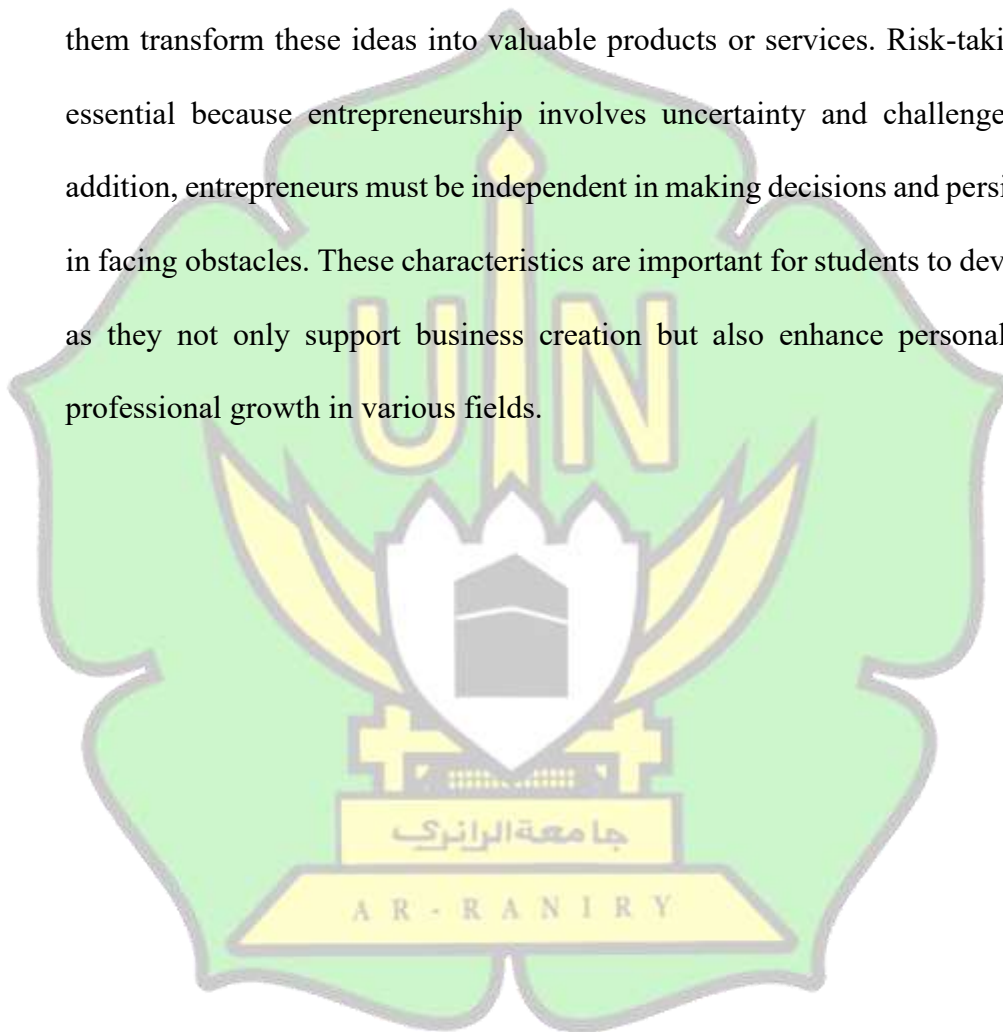 them transform these ideas into valuable products or services. Risk-taki
essential because entrepreneurship involves uncertainty and challenge
addition, entrepreneurs must be independent in making decisions and persi
in facing obstacles. These characteristics are important for students to dev
as they not only support business creation but also enhance personal
professional growth in various fields.
UIN
جامعة الرانري
AR-RANIRY